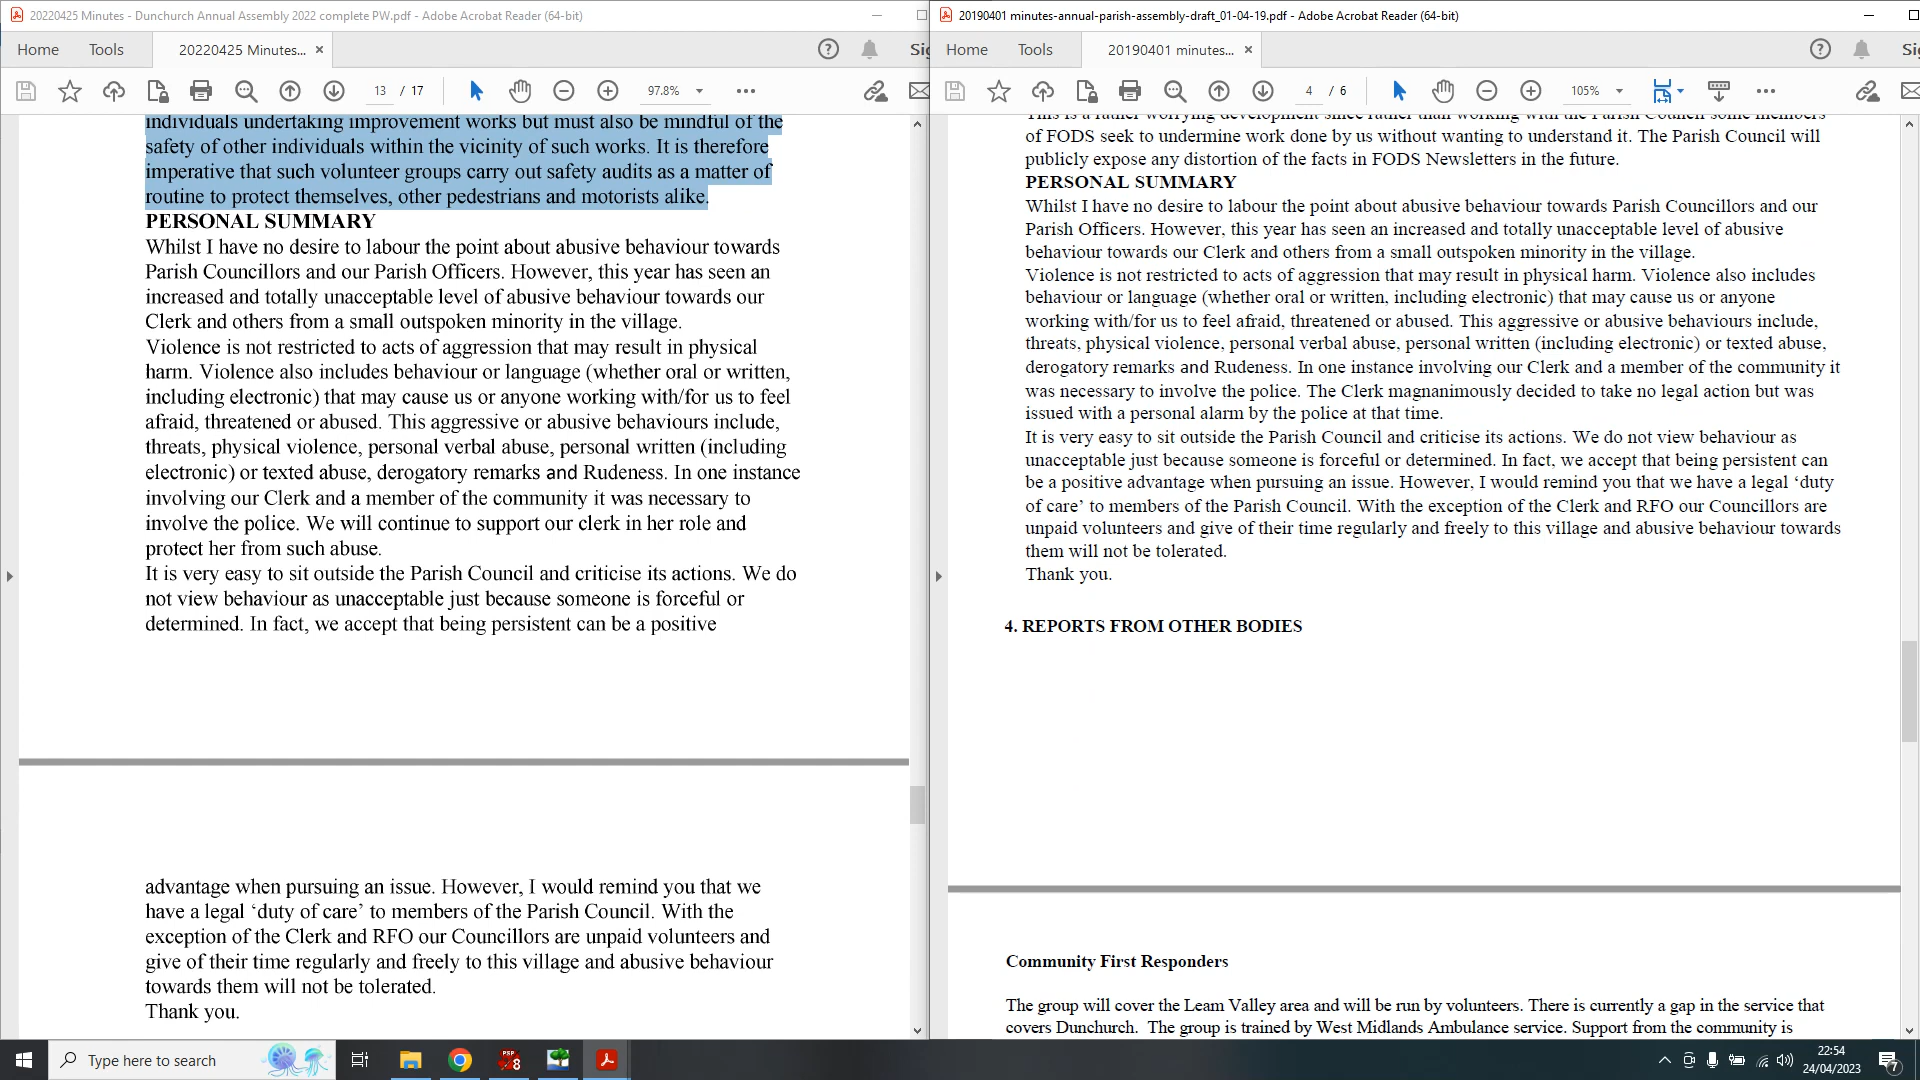 20220425 Minutes - Dunchurch Annual Assembly 2022 complete PW.pdf - Adobe Acrobat Reader (64-bit)
Home
Tools
20220425 Minutes...
13 / 17
97.8%
individuals undertaking improvement works but must also be mindful of the
safety of other individuals within the vicinity of such works. It is therefore
imperative that such volunteer groups carry out safety audits as a matter of
routine to protect themselves, other pedestrians and motorists alike.
PERSONAL SUMMARY
Whilst I have no desire to labour the point about abusive behaviour towards
Parish Councillors and our Parish Officers. However, this year has seen an
increased and totally unacceptable level of abusive behaviour towards our
Clerk and others from a small outspoken minority in the village.
Violence is not restricted to acts of aggression that may result in physical
harm. Violence also includes behaviour or language (whether oral or written,
including electronic) that may cause us or anyone working with/for us to feel
afraid, threatened or abused. This aggressive or abusive behaviours include,
threats, physical violence, personal verbal abuse, personal written (including
electronic) or texted abuse, derogatory remarks and Rudeness. In one instance
involving our Clerk and a member of the community it was necessary to
involve the police. We will continue to support our clerk in her role and
protect her from such abuse.
It is very easy to sit outside the Parish Council and criticise its actions. We do
not view behaviour as unacceptable just because someone is forceful or
determined. In fact, we accept that being persistent can be a positive
advantage when pursuing an issue. However, I would remind you that we
have a legal ‘duty of care’ to members of the Parish Council. With the
exception of the Clerk and RFO our Councillors are unpaid volunteers and
give of their time regularly and freely to this village and abusive behaviour
towards them will not be tolerated.
Thank you.
20190401 minutes-annual-parish-assembly-draft_01-04-19.pdf - Adobe Acrobat Reader (64-bit)
Home
Tools
20190401 minutes...
4 / 6
105%
This is a rather worrying development since rather than working with the Parish Council some members
of FODS seek to undermine work done by us without wanting to understand it. The Parish Council will
publicly expose any distortion of the facts in FODS Newsletters in the future.
PERSONAL SUMMARY
Whilst I have no desire to labour the point about abusive behaviour towards Parish Councillors and our
Parish Officers. However, this year has seen an increased and totally unacceptable level of abusive
behaviour towards our Clerk and others from a small outspoken minority in the village.
Violence is not restricted to acts of aggression that may result in physical harm. Violence also includes
behaviour or language (whether oral or written, including electronic) that may cause us or anyone
working with/for us to feel afraid, threatened or abused. This aggressive or abusive behaviours include,
threats, physical violence, personal verbal abuse, personal written (including electronic) or texted abuse,
derogatory remarks and Rudeness. In one instance involving our Clerk and a member of the community it
was necessary to involve the police. The Clerk magnanimously decided to take no legal action but was
issued with a personal alarm by the police at that time.
It is very easy to sit outside the Parish Council and criticise its actions. We do not view behaviour as
unacceptable just because someone is forceful or determined. In fact, we accept that being persistent can
be a positive advantage when pursuing an issue. However, I would remind you that we have a legal ‘duty
of care’ to members of the Parish Council. With the exception of the Clerk and RFO our Councillors are
unpaid volunteers and give of their time regularly and freely to this village and abusive behaviour towards
them will not be tolerated.
Thank you.
4. REPORTS FROM OTHER BODIES
Community First Responders
The group will cover the Leam Valley area and will be run by volunteers. There is currently a gap in the service that
covers Dunchurch. The group is trained by West Midlands Ambulance service. Support from the community is
Type here to search
PSP 8
22:54
24/04/2023
7